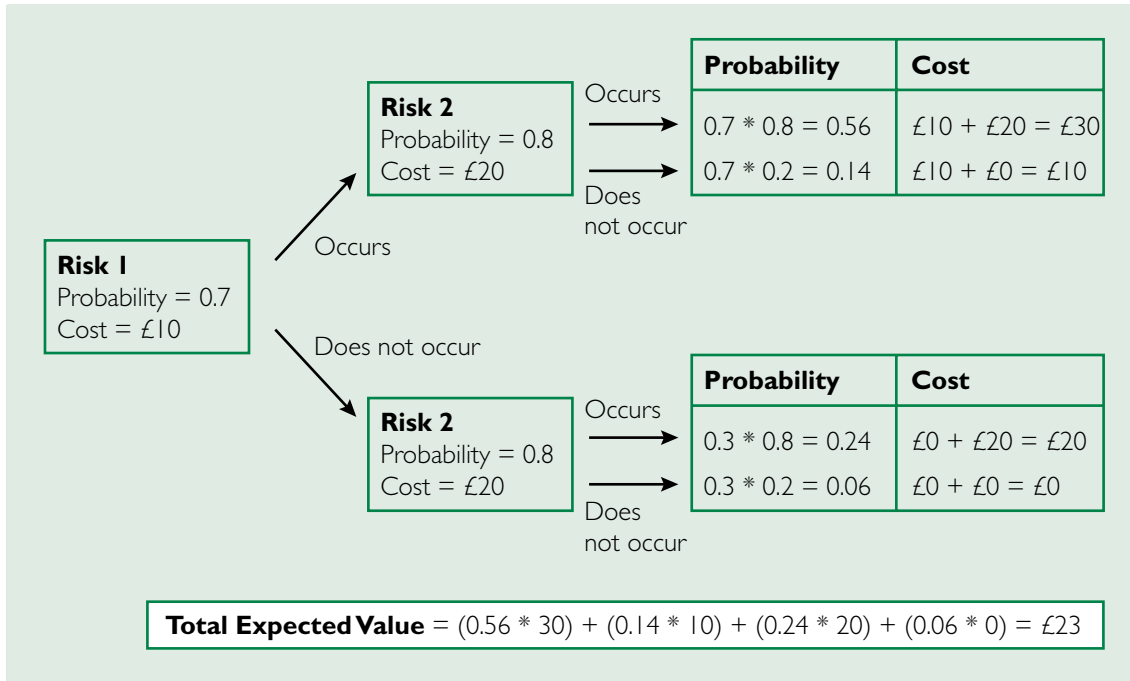 Risk 1
Probability = 0.7
Cost = £10
Occurs
Risk 2
Probability = 0.8
Cost = £20
Occurs
Does
not occur
Probability Cost
0.7 * 0.8 = 0.56 £10 + £20 = £30
0.7 * 0.2 = 0.14 £10 + £0 = £10
Does not occur
Risk 2
Probability = 0.8
Cost = £20
Occurs
Does
not occur
Probability Cost
0.3 * 0.8 = 0.24 £0 + £20 = £20
0.3 * 0.2 = 0.06 £0 + £0 = £0
Total Expected Value = (0.56 * 30) + (0.14 * 10) + (0.24 * 20) + (0.06 * 0) = £23